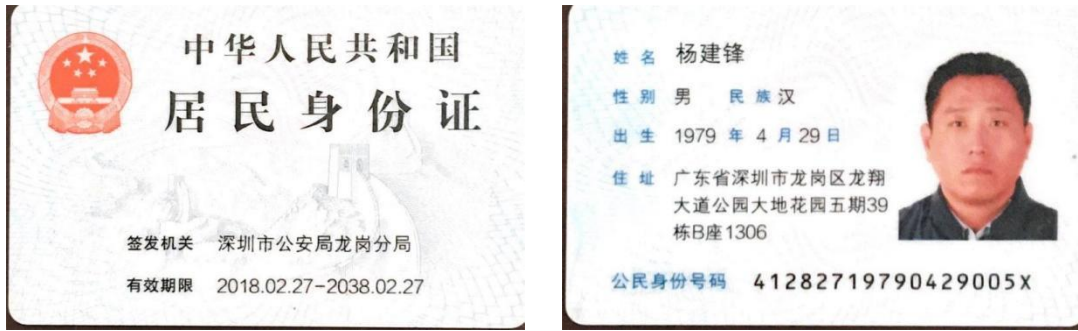 中华人民共和国
居民身份证
签发机关 深圳市公安局龙岗分局
有效期限 2018.02.27-2038.02.27
姓名 杨建锋
性别 男 民族 汉
出生 1979 年 4 月 29 日
住址 广东省深圳市龙岗区龙翔
大道公园大地花园五期39
栋B座1306
公民身份号码 41282719790429005X